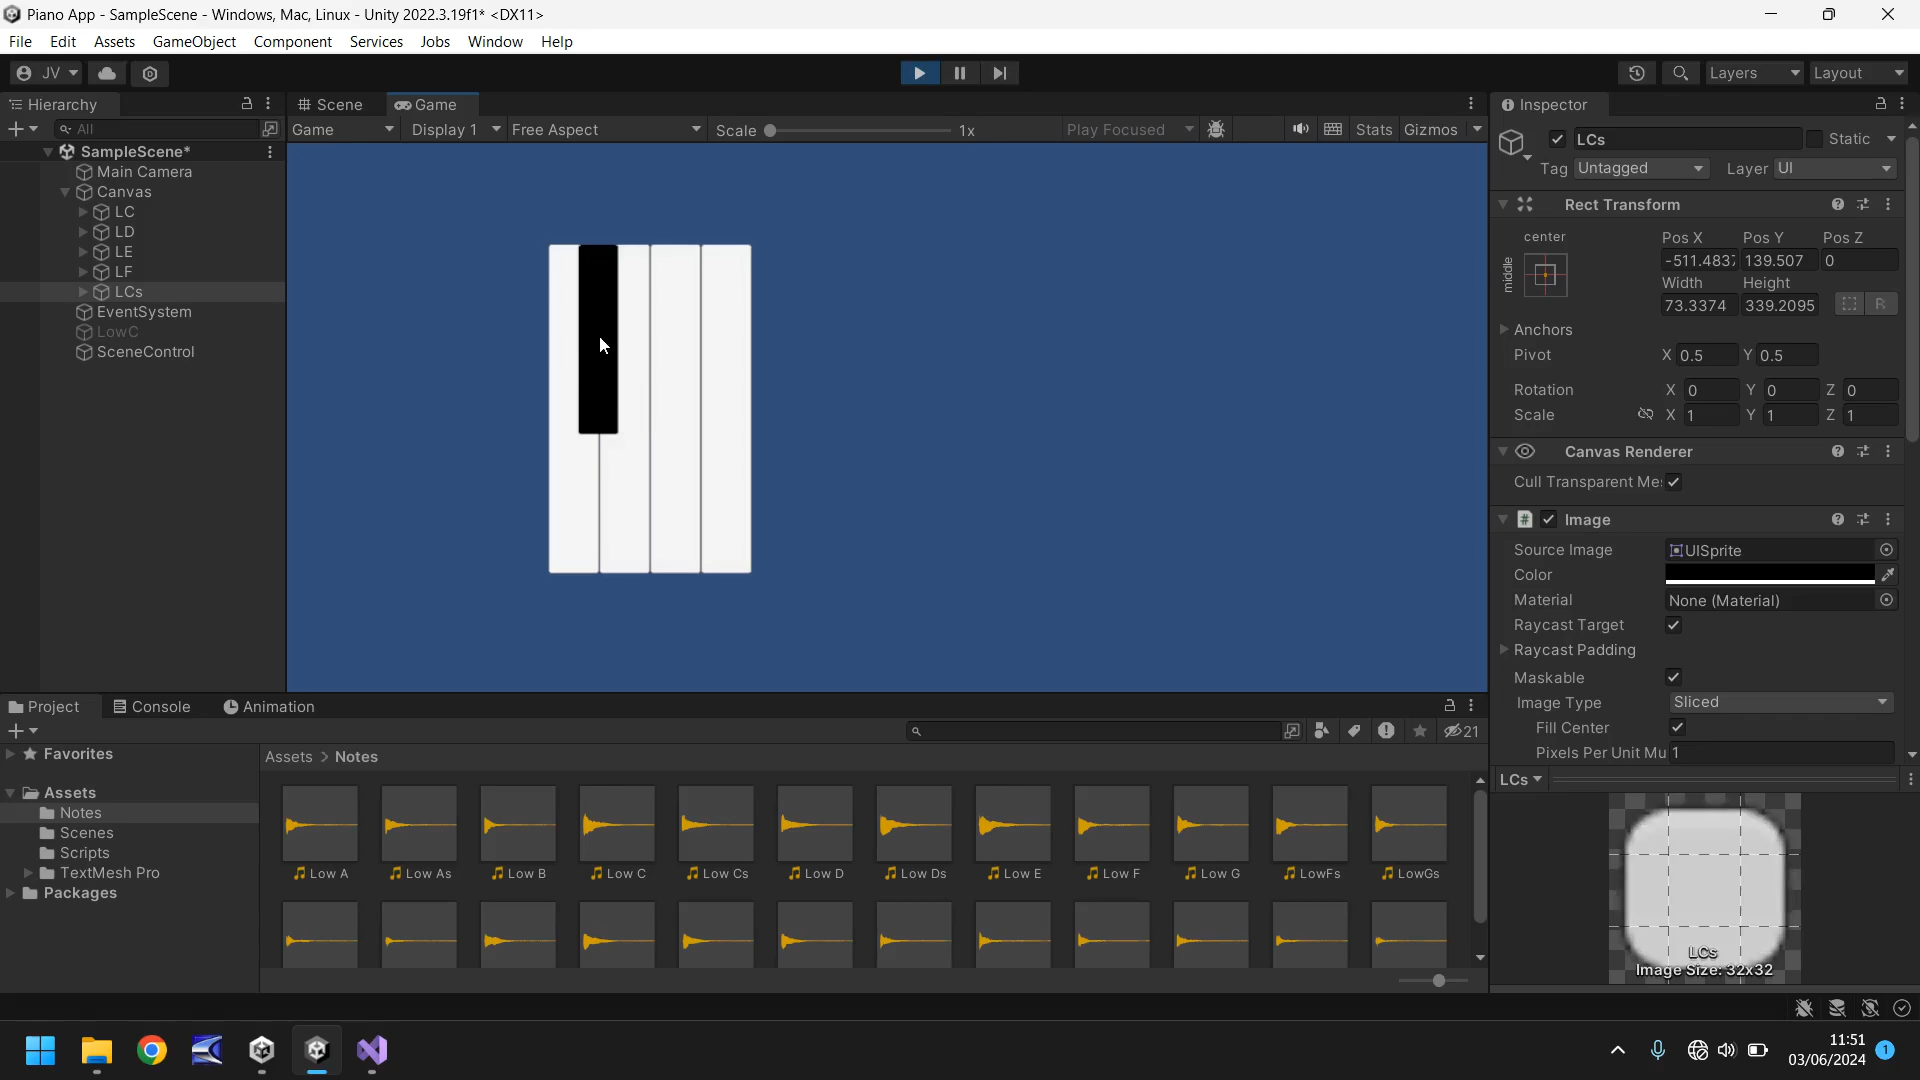 Piano App - SampleScene - Windows, Mac, Linux - Unity 2022.3.19f1* <DX11>
File Edit Assets GameObject Component Services Jobs Window Help
JV Layers Layout
Hierarchy Scene Game Inspector
All Game Display 1 Free Aspect Scale 1x Play Focused Stats Gizmos
LCs Static
SampleScene*
Tag Untagged Layer UI
Main Camera
Canvas
LC
LD
LE
LF
LCs
EventSystem
LowC
SceneControl
Rect Transform
center Pos X Pos Y Pos Z
middle -511.483 139.507 0
Width Height
73.3374 339.2095 R
Anchors
Pivot X 0.5 Y 0.5
Rotation X 0 Y 0 Z 0
Scale X 1 Y 1 Z 1
Canvas Renderer
Cull Transparent Me
Image
Source Image UISprite
Color
Material None (Material)
Raycast Target
Raycast Padding
Maskable
Image Type Sliced
Fill Center
Pixels Per Unit Mu 1
LCs
LCs
Image Size: 32x32
Project Console Animation
21
Favorites
Assets > Notes
Assets
Notes
Scenes
Scripts
TextMesh Pro
Packages
Low A Low As Low B Low C Low Cs Low D Low Ds Low E Low F Low G LowFs LowGs
11:51
03/06/2024 1